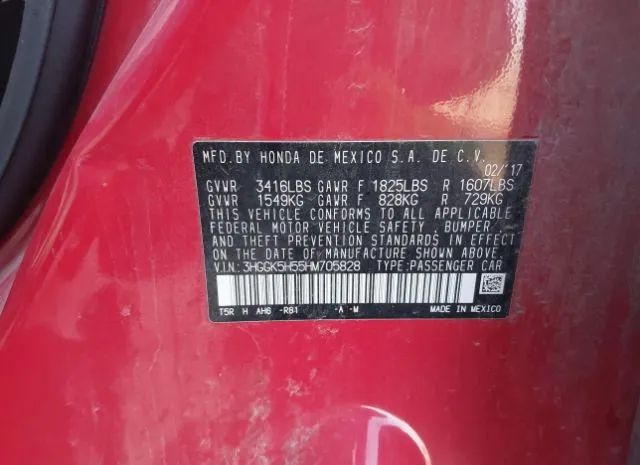 MFD.BY HONDA DE MEXICO S.A. DE C.V.
02/'17
GVWR 3416LBS GAWR F 1825LBS R 1607LBS
GVWR 1549KG GAWR F 828KG R 729KG
THIS VEHICLE CONFORMS TO ALL APPLICABLE
FEDERAL MOTOR VEHICLE SAFETY, BUMPER,
AND THEFT PREVENTION STANDARDS IN EFFECT
ON THE DATE OF MANUFACTURE SHOWN ABOVE.
V.I.N: 3HGGK5H55HM705828 TYPE:PASSENGER CAR
T5R H AH6 -R81 -A -M MADE IN MEXICO